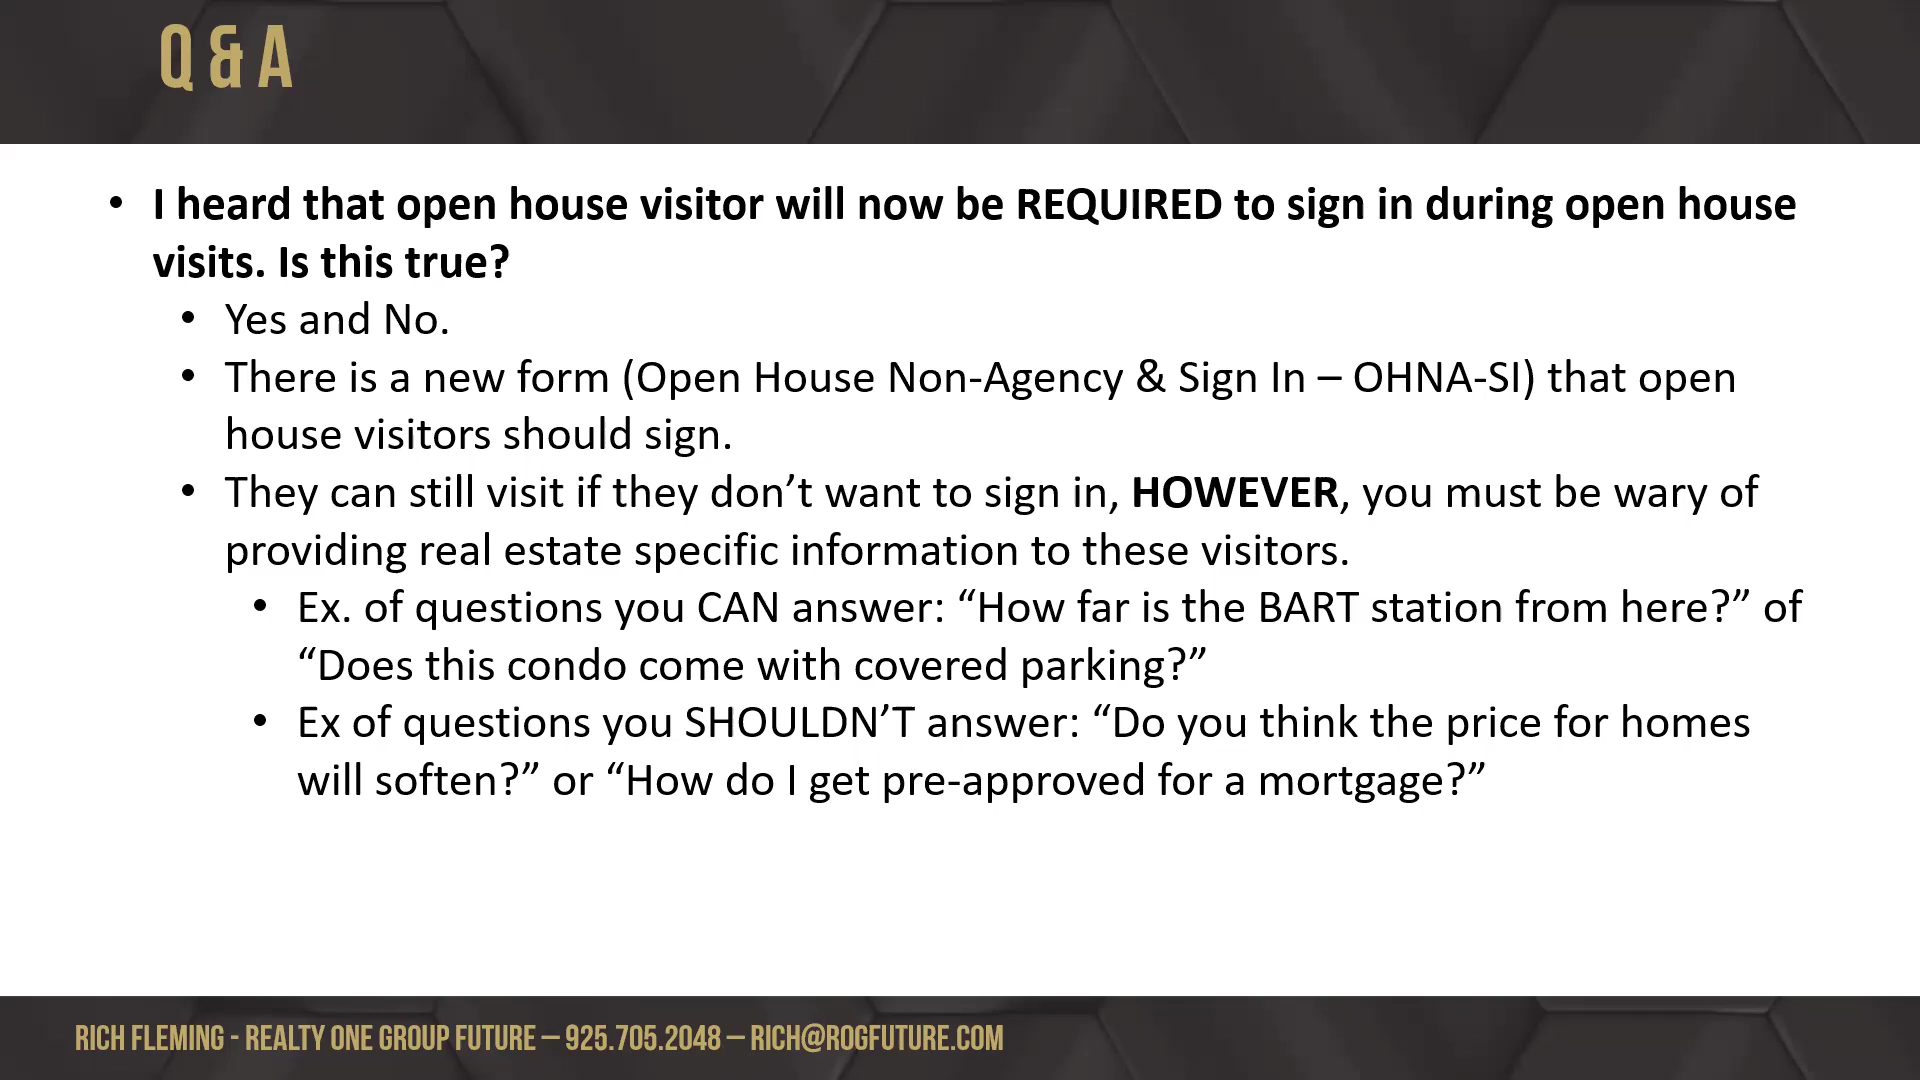 Q & A
• I heard that open house visitor will now be REQUIRED to sign in during open house
visits. Is this true?
• Yes and No.
• There is a new form (Open House Non-Agency & Sign In – OHNA-SI) that open
house visitors should sign.
• They can still visit if they don’t want to sign in, HOWEVER, you must be wary of
providing real estate specific information to these visitors.
• Ex. of questions you CAN answer: “How far is the BART station from here?” of
“Does this condo come with covered parking?”
• Ex of questions you SHOULDN’T answer: “Do you think the price for homes
will soften?” or “How do I get pre-approved for a mortgage?”
RICH FLEMING - REALTY ONE GROUP FUTURE – 925.705.2048 – RICH@ROGFUTURE.COM